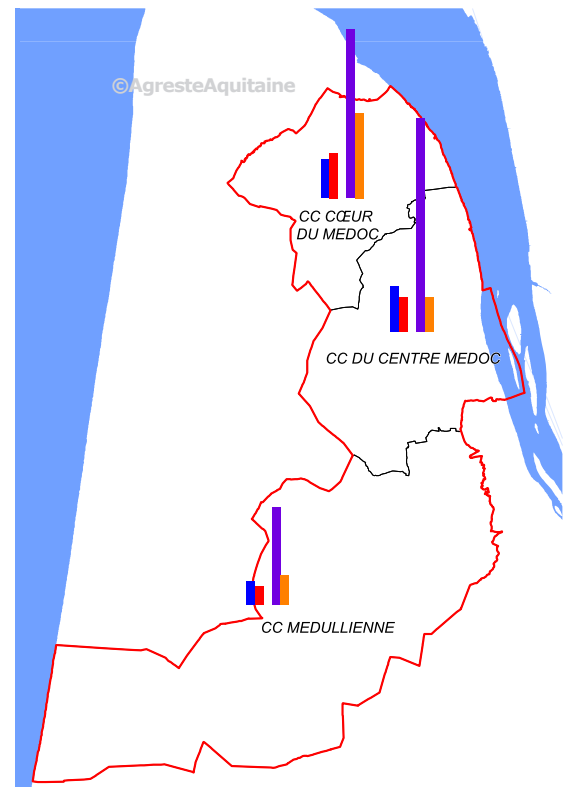 ©AgresteAquitaine
CC CŒUR
DU MEDOC
CC DU CENTRE MEDOC
CC MEDULLIENNE